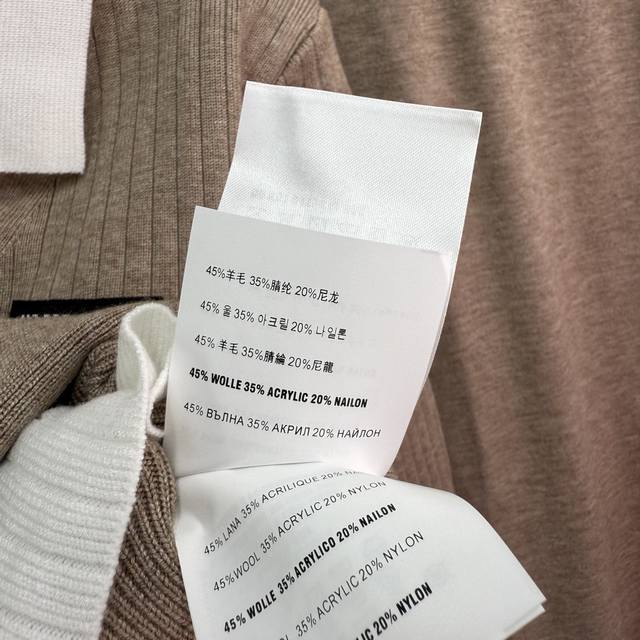 45%羊毛 35%腈纶 20%尼龙
45% 울 35% 아크릴 20% 나일론
45% 羊毛 35%腈綸 20%尼龍
45% WOLLE 35% ACRYLIC 20% NAILON
45% ВЪЛНА 35% АКРИЛ 20% НАЙЛОН
45% LANA 35% ACRILIQUE 20%
45%WOOL 35% ACRYLIC 20% NYLON
45% WOLLE 35% ACRYLICO 20% NAILON
35% ACRYLIC 20% NYLON
ACRYLIC 20% NYLON